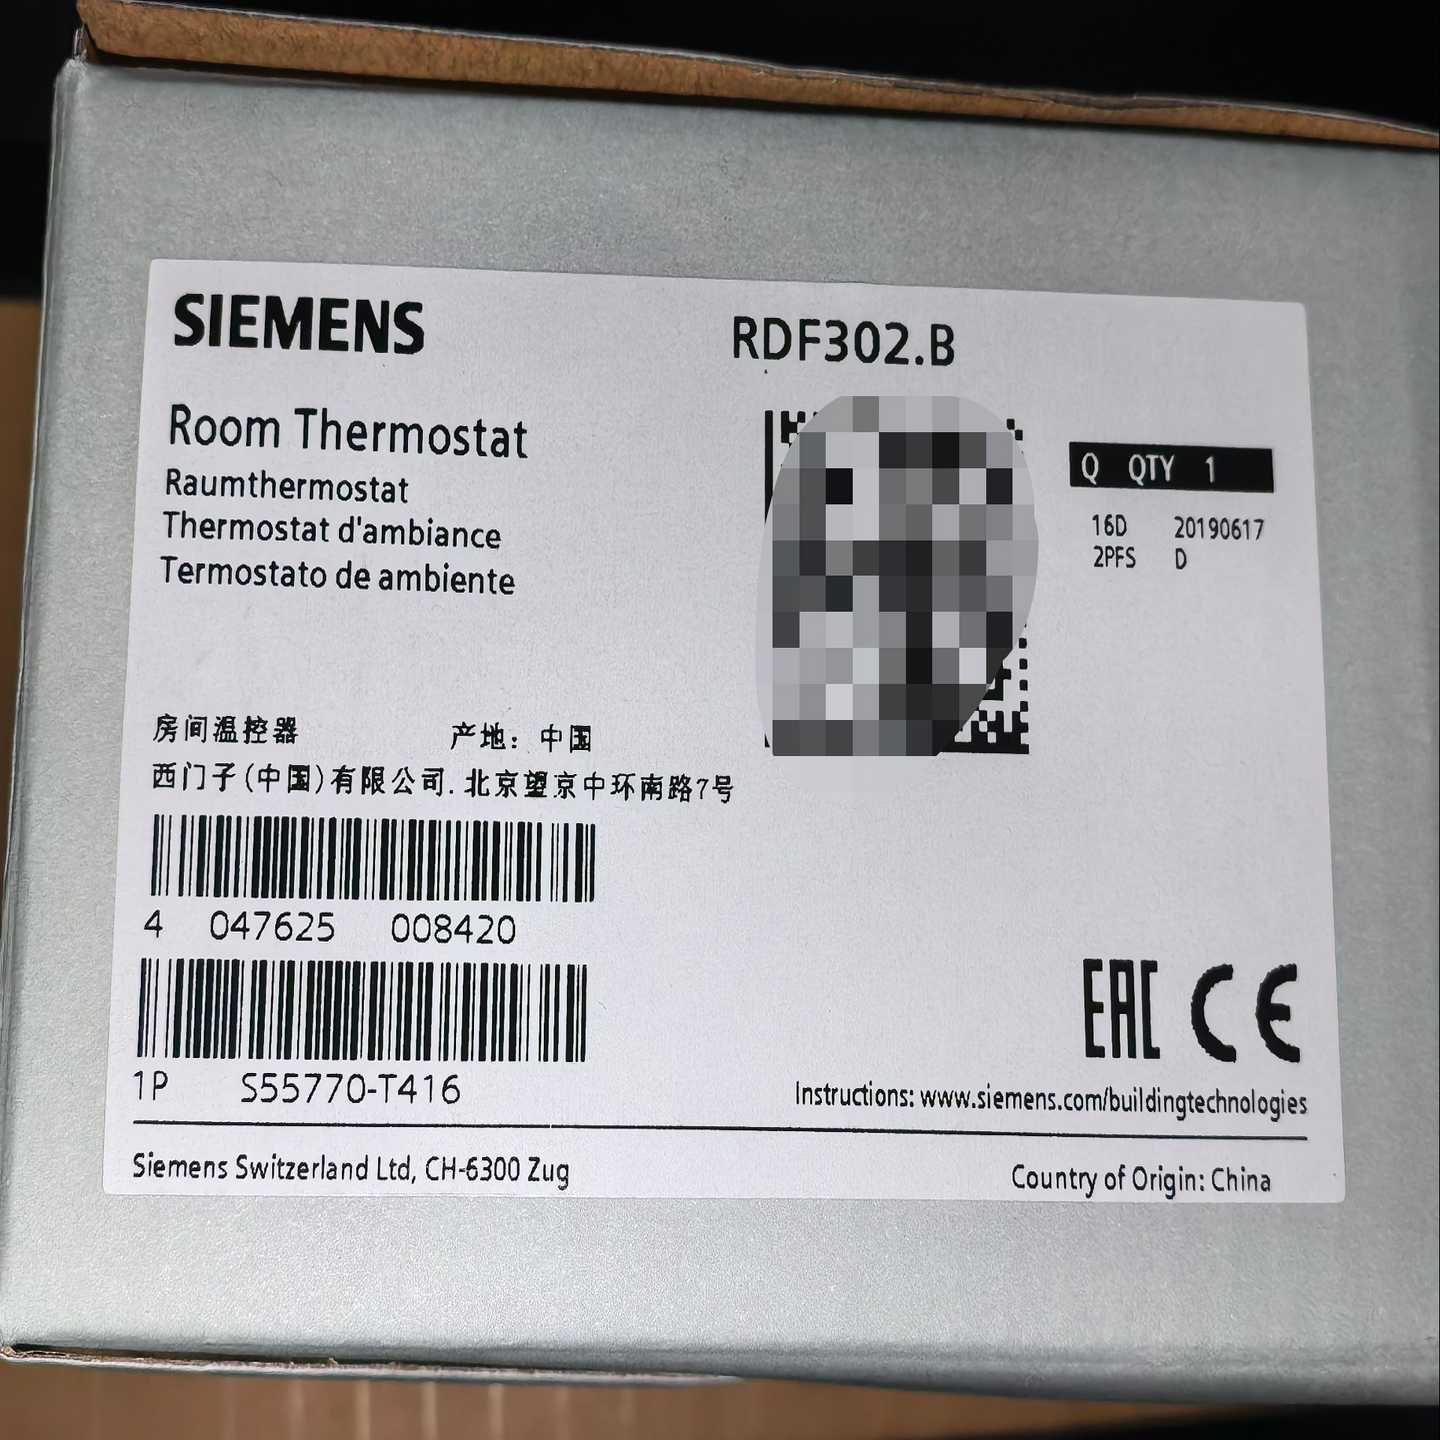 SIEMENS
RDF302.B
Room Thermostat
Raumthermostat
Thermostat d'ambiance
Termostato de ambiente
Q QTY 1
16D 20190617
2PFS D
房间温控器 产地：中国
西门子(中国)有限公司.北京望京中环南路7号
4 047625 008420
1P S55770-T416
EAC CE
Instructions: www.siemens.com/buildingtechnologies
Siemens Switzerland Ltd, CH-6300 Zug
Country of Origin: China